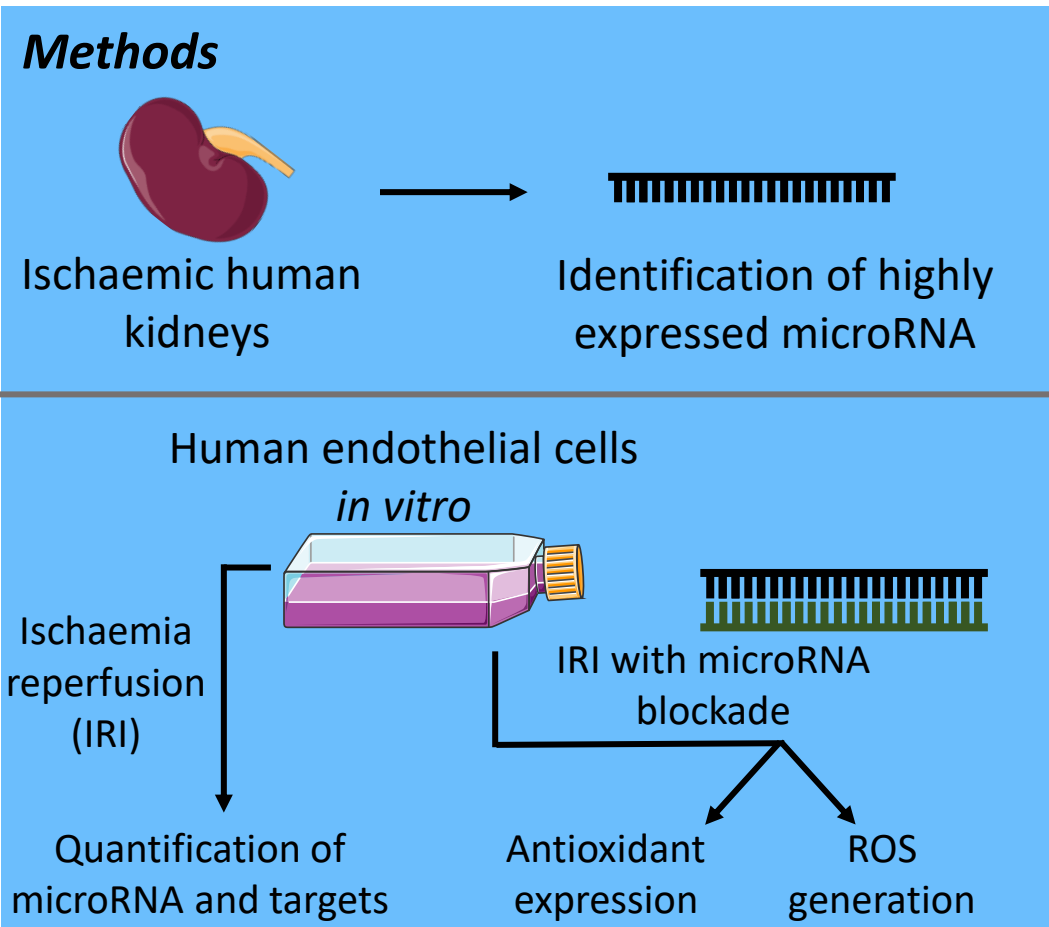 Methods
Ischaemic human
kidneys
Identification of highly
expressed microRNA
Human endothelial cells
in vitro
Ischaemia
reperfusion
(IRI)
IRI with microRNA
blockade
Quantification of
microRNA and targets
Antioxidant
expression
ROS
generation